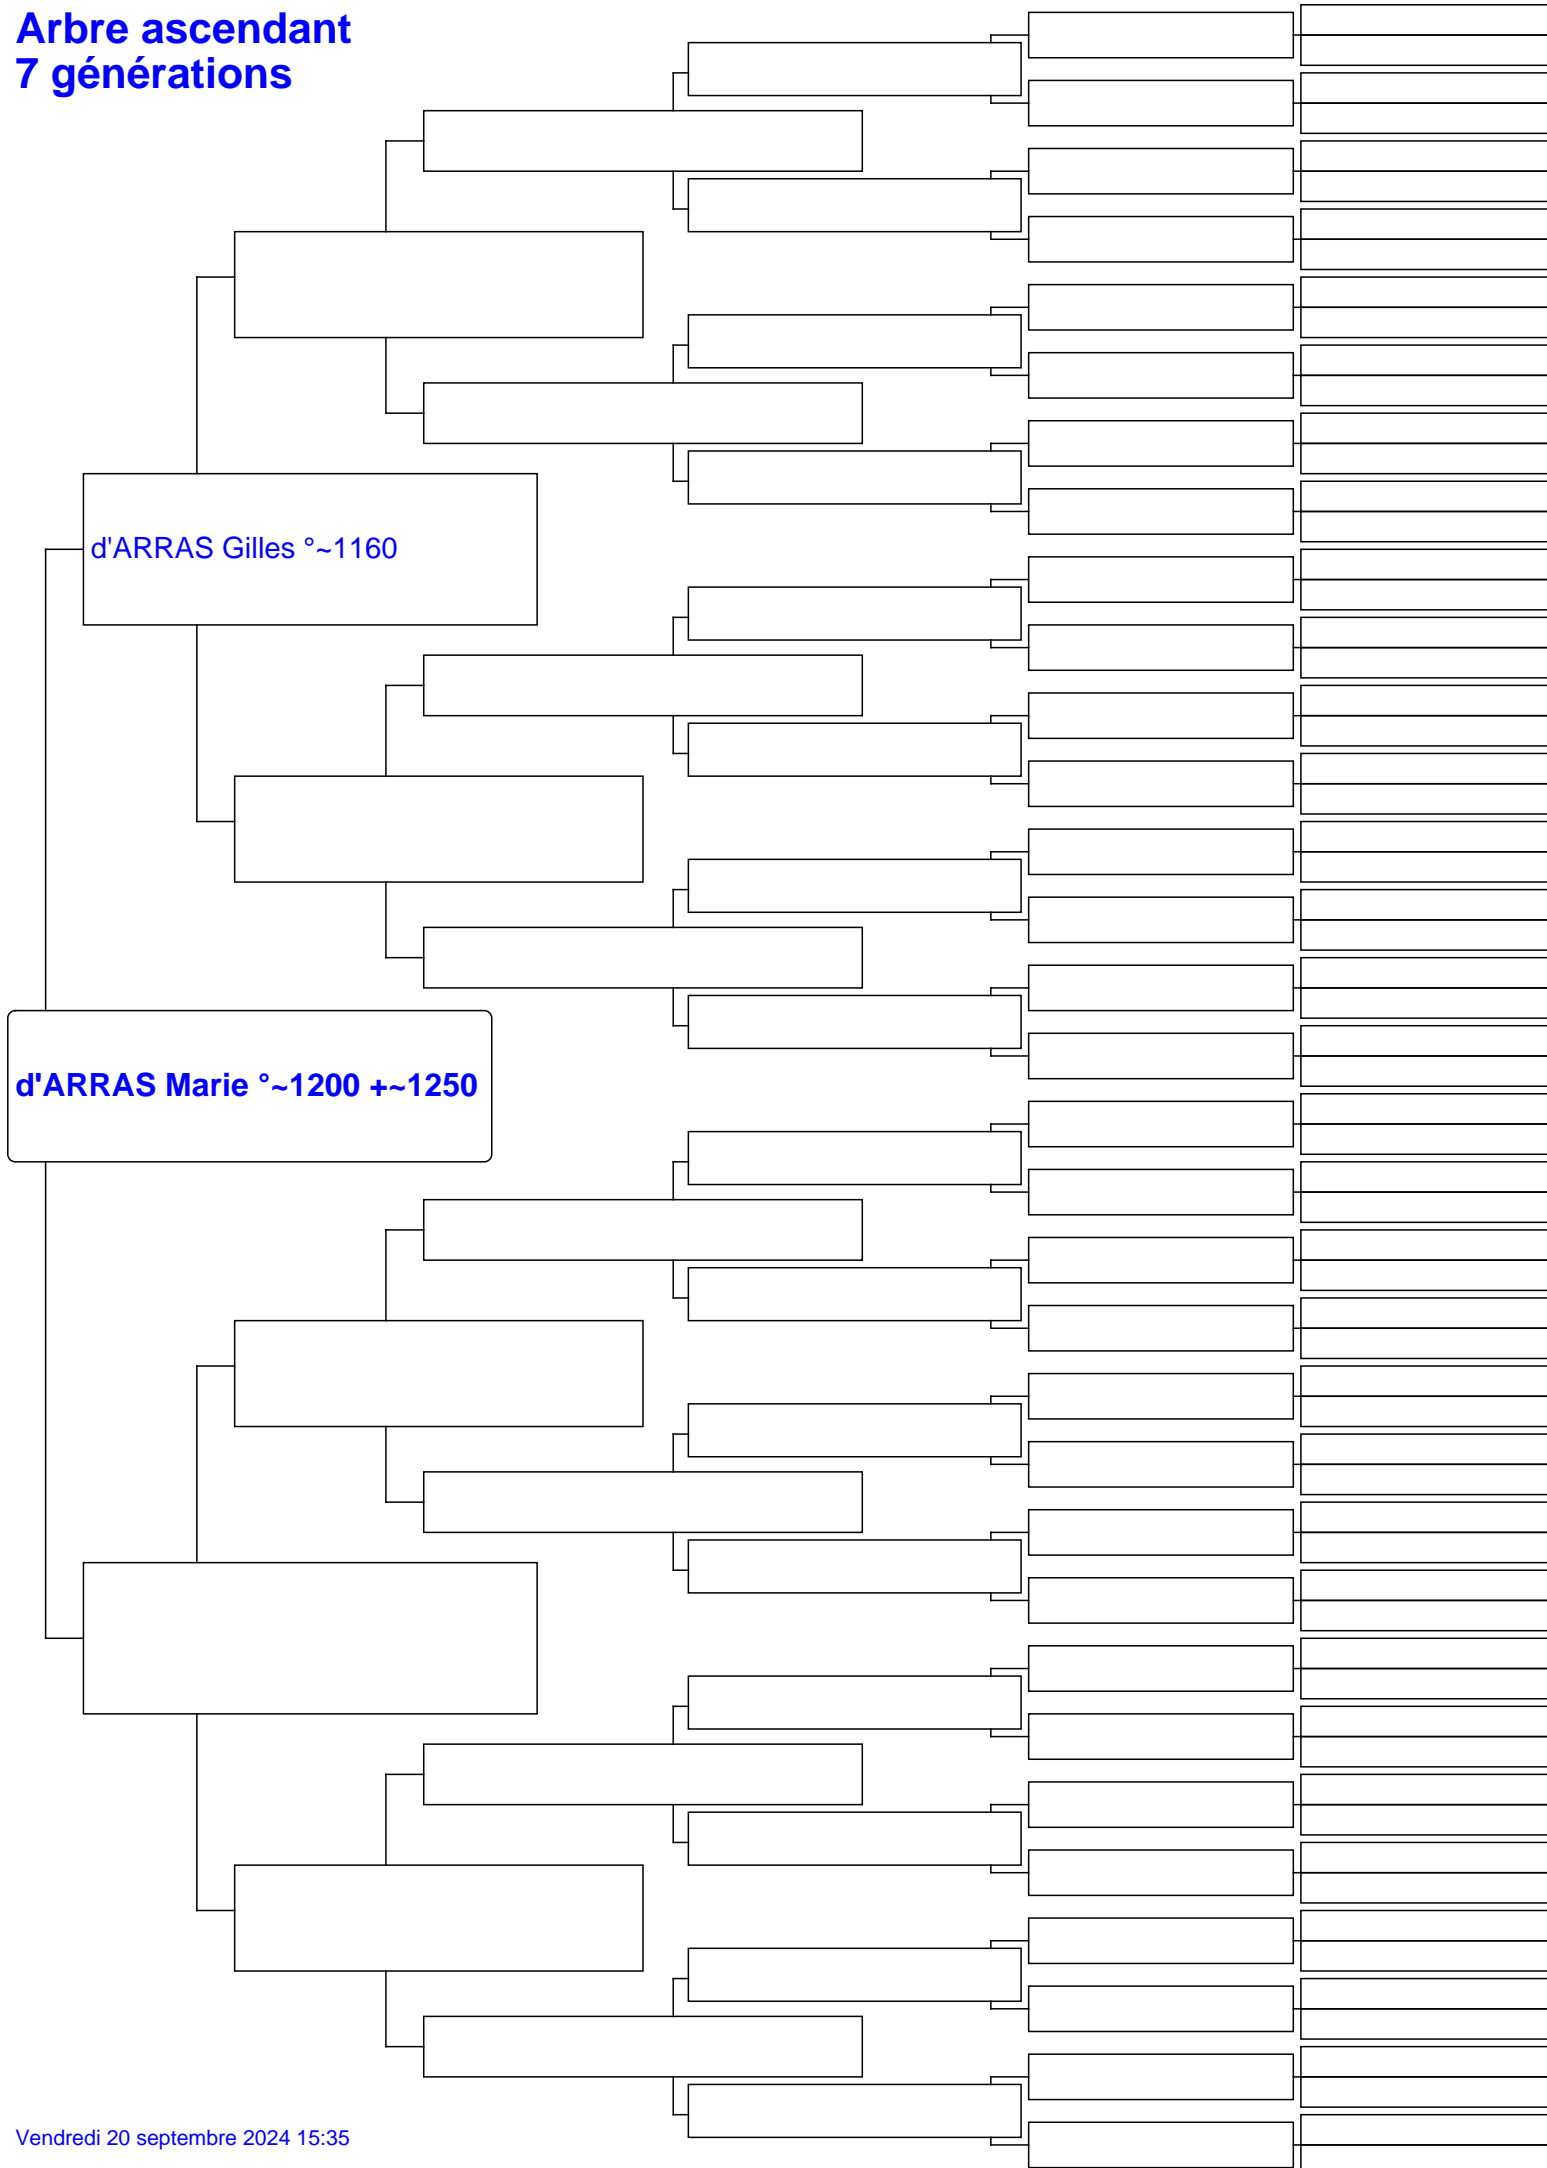 Arbre ascendant
7 générations
d'ARRAS Gilles °~1160
d'ARRAS Marie °~1200 +~1250
Vendredi 20 septembre 2024 15:35